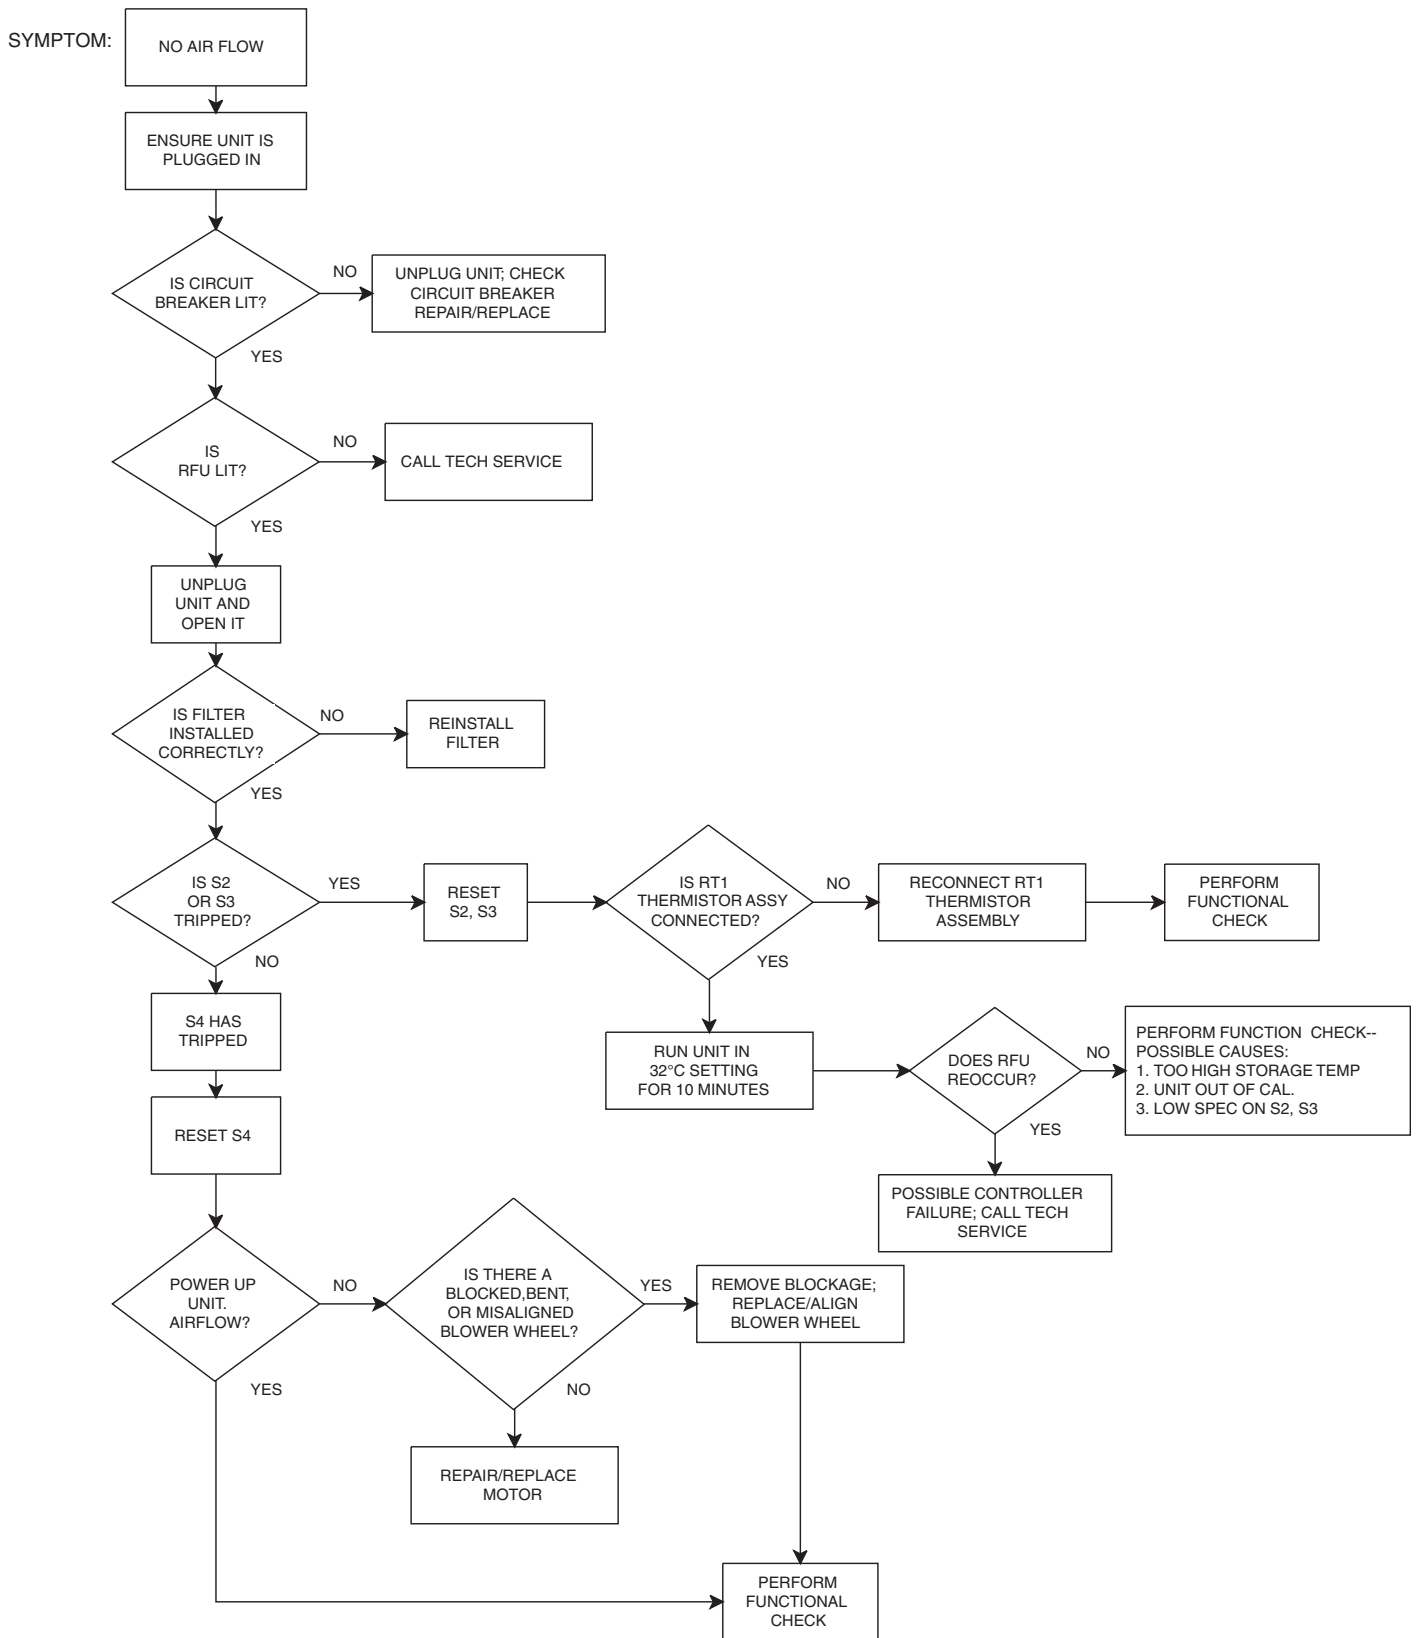 SYMPTOM:
NO AIR FLOW
ENSURE UNIT IS
PLUGGED IN
IS CIRCUIT
BREAKER LIT?
NO
UNPLUG UNIT; CHECK
CIRCUIT BREAKER
REPAIR/REPLACE
YES
IS
RFU LIT?
NO
CALL TECH SERVICE
YES
UNPLUG
UNIT AND
OPEN IT
IS FILTER
INSTALLED
CORRECTLY?
NO
REINSTALL
FILTER
YES
IS S2
OR S3
TRIPPED?
YES
RESET
S2, S3
IS RT1
THERMISTOR ASSY
CONNECTED?
NO
RECONNECT RT1
THERMISTOR
ASSEMBLY
PERFORM
FUNCTIONAL
CHECK
YES
NO
S4 HAS
TRIPPED
RUN UNIT IN
32°C SETTING
FOR 10 MINUTES
DOES RFU
REOCCUR?
NO
PERFORM FUNCTION CHECK--
POSSIBLE CAUSES:
1. TOO HIGH STORAGE TEMP
2. UNIT OUT OF CAL.
3. LOW SPEC ON S2, S3
YES
POSSIBLE CONTROLLER
FAILURE; CALL TECH
SERVICE
RESET S4
POWER UP
UNIT.
AIRFLOW?
NO
IS THERE A
BLOCKED,BENT,
OR MISALIGNED
BLOWER WHEEL?
YES
REMOVE BLOCKAGE;
REPLACE/ALIGN
BLOWER WHEEL
YES
NO
REPAIR/REPLACE
MOTOR
PERFORM
FUNCTIONAL
CHECK